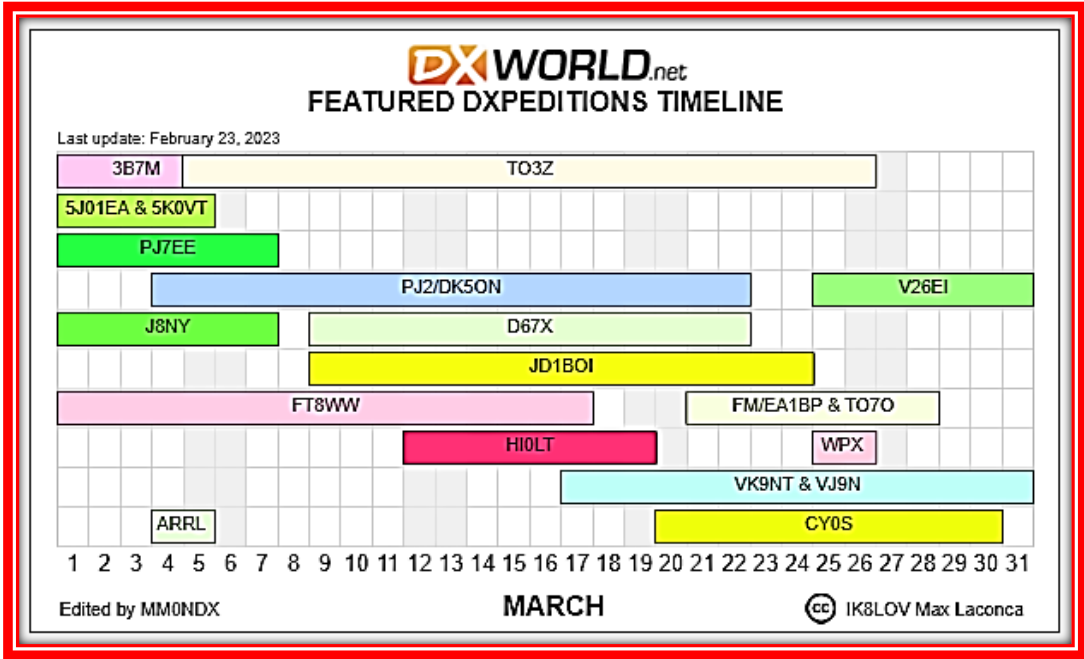 DX WORLD.net
FEATURED DXPEDITIONS TIMELINE
Last update: February 23, 2023
3B7M TO3Z
5J01EA & 5K0VT
PJ7EE
PJ2/DK5ON V26EI
J8NY D67X
JD1BOI
FT8WW FM/EA1BP & TO7O
HI0LT WPX
VK9NT & VJ9N
ARRL CY0S
1 2 3 4 5 6 7 8 9 10 11 12 13 14 15 16 17 18 19 20 21 22 23 24 25 26 27 28 29 30 31
Edited by MM0NDX MARCH cc IK8LOV Max Laconca